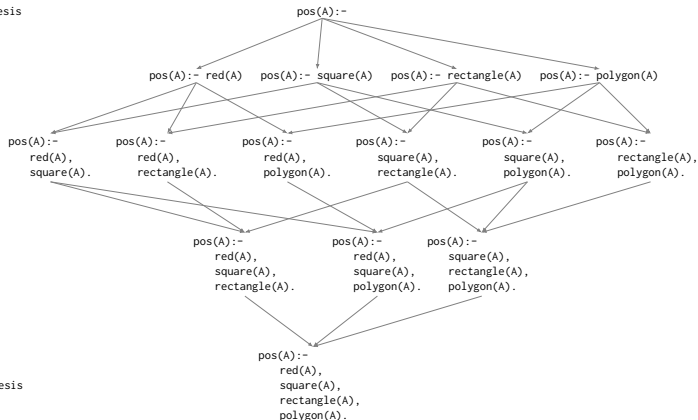 esis
pos(A):-
pos(A):- red(A)
pos(A):- square(A)
pos(A):- rectangle(A)
pos(A):- polygon(A)
pos(A):-
red(A),
square(A).
pos(A):-
red(A),
rectangle(A).
pos(A):-
red(A),
polygon(A).
pos(A):-
square(A),
rectangle(A).
pos(A):-
square(A),
polygon(A).
pos(A):-
rectangle(A),
polygon(A).
pos(A):-
red(A),
square(A),
rectangle(A).
pos(A):-
red(A),
square(A),
polygon(A).
pos(A):-
square(A),
rectangle(A),
polygon(A).
pos(A):-
red(A),
square(A),
rectangle(A),
polygon(A).
esis